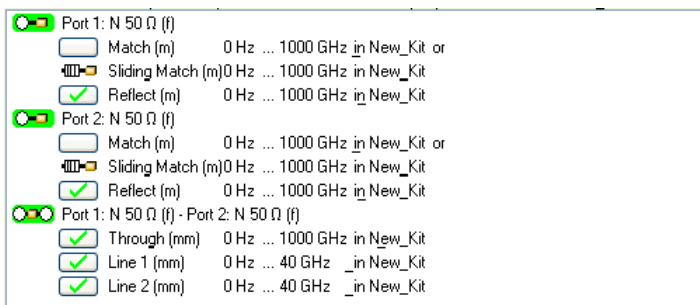 Port 1: N 50 Ω (f)
Match (m) 0 Hz ... 1000 GHz in New_Kit or
Sliding Match (m)0 Hz ... 1000 GHz in New_Kit
Reflect (m) 0 Hz ... 1000 GHz in New_Kit
Port 2: N 50 Ω (f)
Match (m) 0 Hz ... 1000 GHz in New_Kit or
Sliding Match (m)0 Hz ... 1000 GHz in New_Kit
Reflect (m) 0 Hz ... 1000 GHz in New_Kit
Port 1: N 50 Ω (f) - Port 2: N 50 Ω (f)
Through (mm) 0 Hz ... 1000 GHz in New_Kit
Line 1 (mm) 0 Hz ... 40 GHz _in New_Kit
Line 2 (mm) 0 Hz ... 40 GHz _in New_Kit